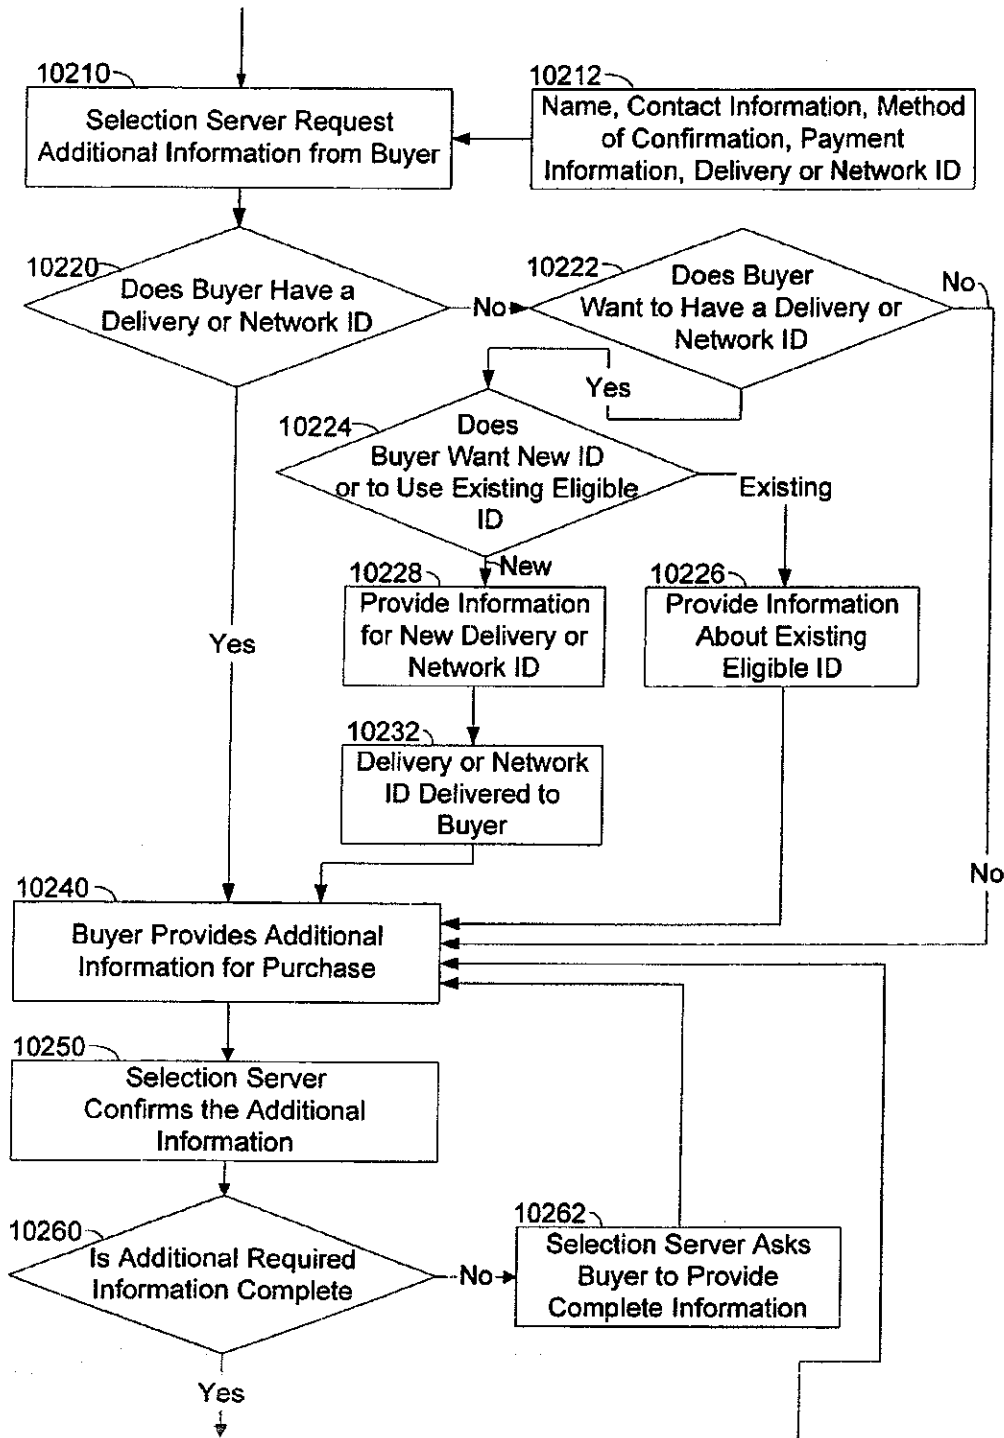 10210
Selection Server Request
Additional Information from Buyer
10212
Name, Contact Information, Method
of Confirmation, Payment
Information, Delivery or Network ID
10220
Does Buyer Have a
Delivery or Network ID
No
10222
Does Buyer
Want to Have a Delivery or
Network ID
No
Yes
10224
Does
Buyer Want New ID
or to Use Existing Eligible
ID
Existing
New
10228
Provide Information
for New Delivery or
Network ID
10226
Provide Information
About Existing
Eligible ID
Yes
10232
Delivery or Network
ID Delivered to
Buyer
No
10240
Buyer Provides Additional
Information for Purchase
10250
Selection Server
Confirms the Additional
Information
10260
Is Additional Required
Information Complete
No
10262
Selection Server Asks
Buyer to Provide
Complete Information
Yes